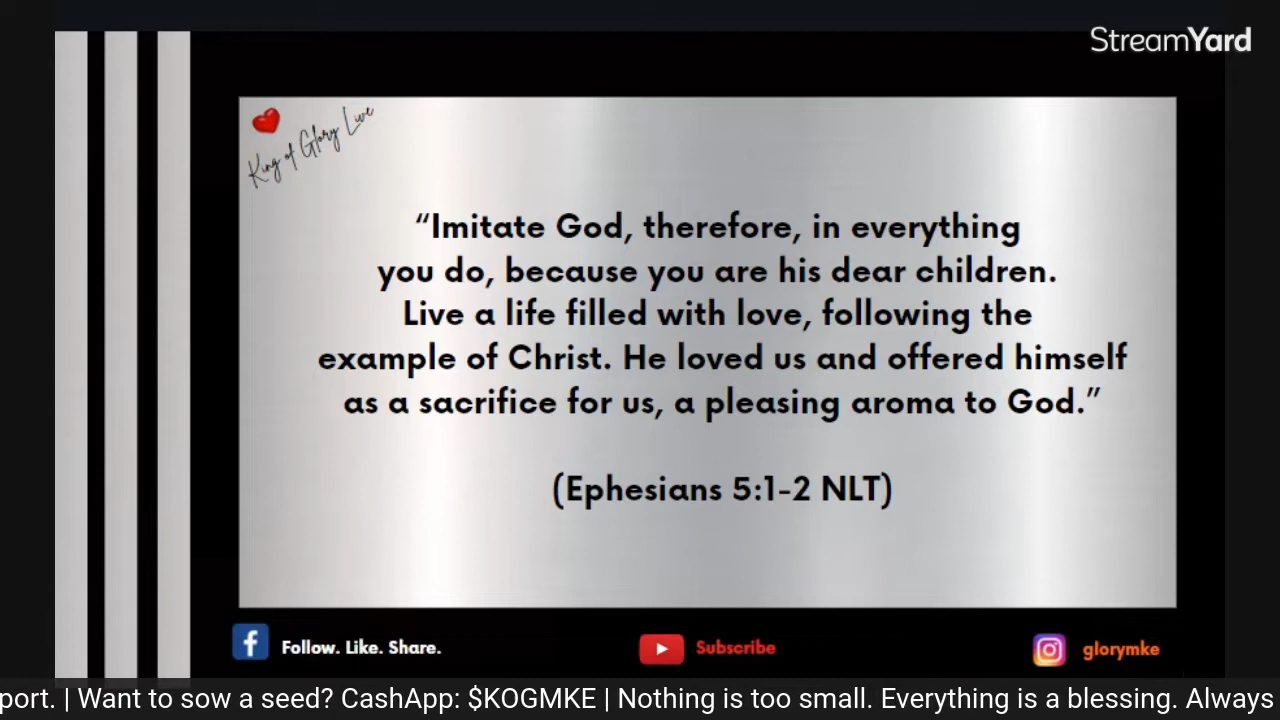 StreamYard
King of Glory Live
“Imitate God, therefore, in everything
you do, because you are his dear children.
Live a life filled with love, following the
example of Christ. He loved us and offered himself
as a sacrifice for us, a pleasing aroma to God.”
(Ephesians 5:1-2 NLT)
Follow. Like. Share.
Subscribe
glorymke
port. | Want to sow a seed? CashApp: $KOGMKE | Nothing is too small. Everything is a blessing. Always